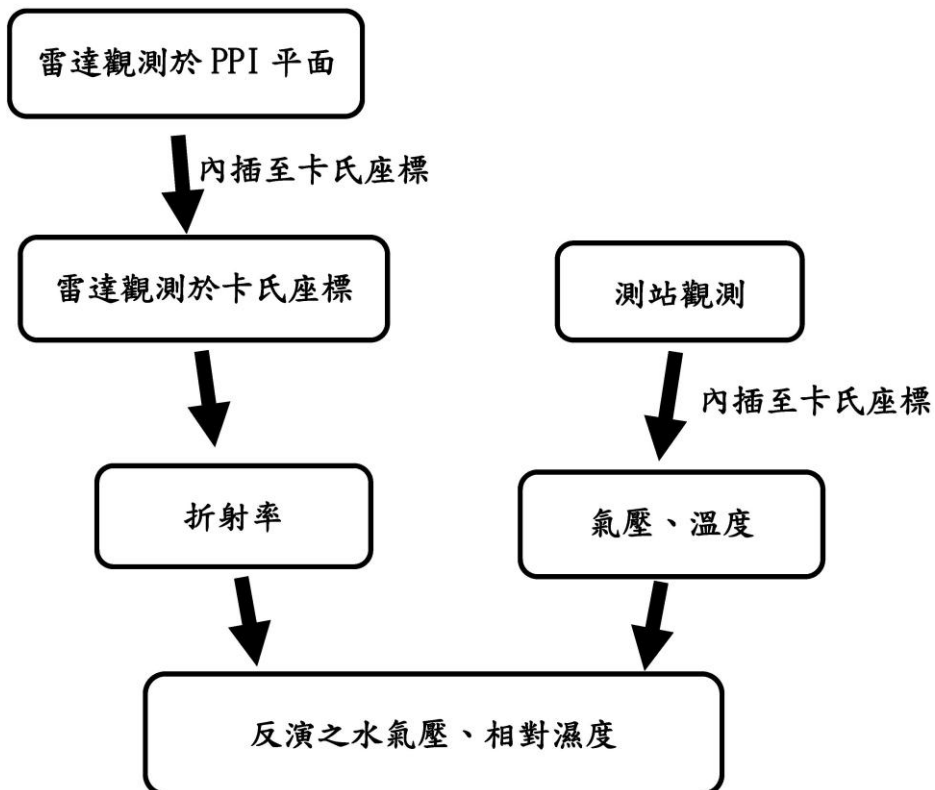 雷達觀測於 PPI 平面
內插至卡氏座標
雷達觀測於卡氏座標
測站觀測
內插至卡氏座標
折射率
氣壓、溫度
反演之水氣壓、相對濕度